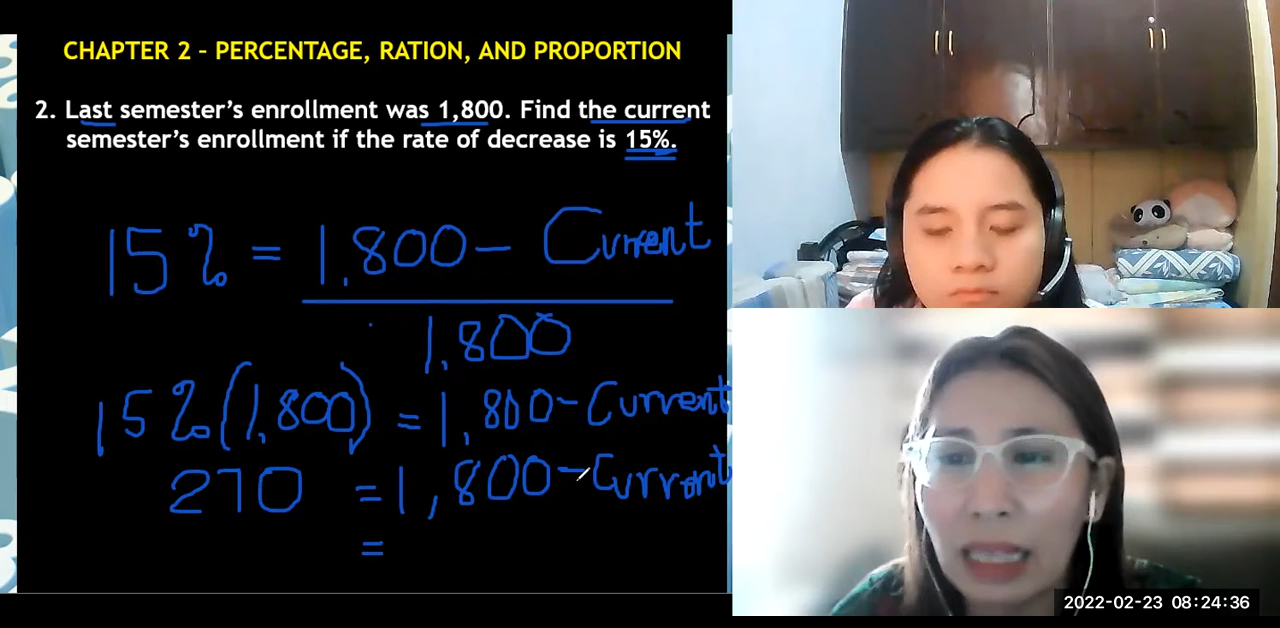 CHAPTER 2 – PERCENTAGE, RATION, AND PROPORTION
2. Last semester's enrollment was 1,800. Find the current
semester's enrollment if the rate of decrease is 15%.
15% = 1,800 – Current
1,800
15% (1,800) = 1,800 – Current
270 = 1,800 – Current
=
2022-02-23 08:24:36